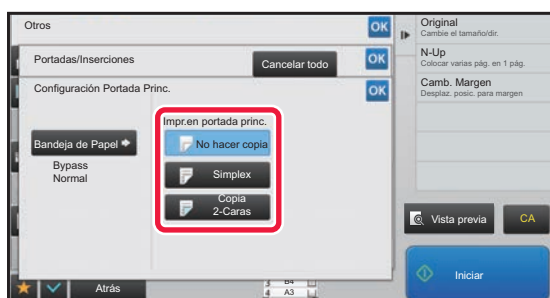 Otros
OK
Portadas/Inserciones
Cancelar todo
OK
Configuración Portada Princ.
OK
Impr.en portada princ.
Bandeja de Papel
Bypass
Normal
No hacer copia
Simplex
Copia
2-Caras
Atrás
3 B4
4 A3
Original
Cambie el tamaño/dir.
N-Up
Colocar varias pág. en 1 pág.
Camb. Margen
Desplaz. posic. para margen
Vista previa
CA
Iniciar